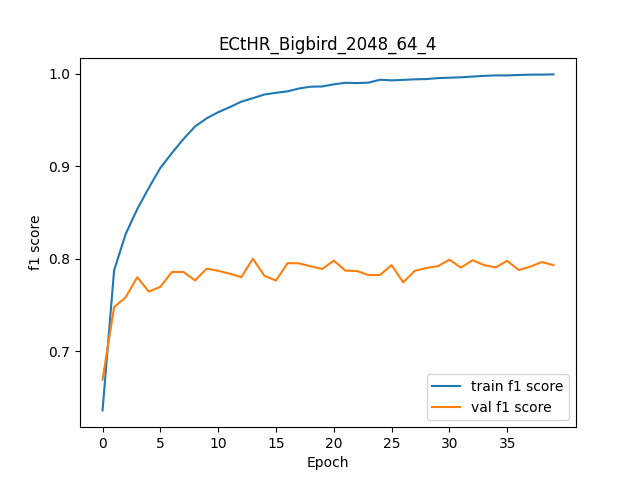 ECtHR_Bigbird_2048_64_4
1.0
0.9
0.8
0.7
f1 score
train f1 score
val f1 score
0 5 10 15 20 25 30 35
Epoch